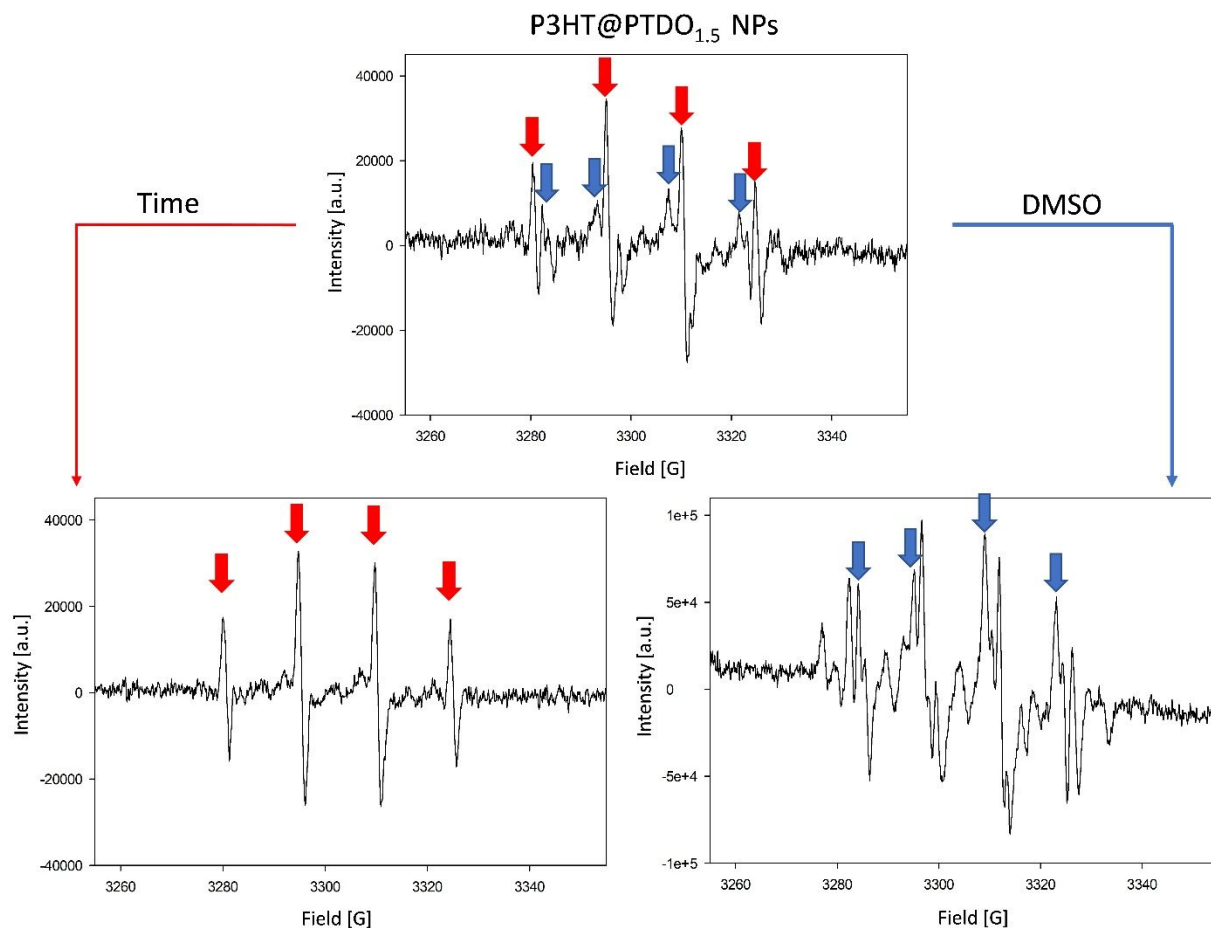 P3HT@PTDO1.5 NPs
Time
DMSO
Intensity [a.u.]
40000
20000
0
-20000
-40000
3260 3280 3300 3320 3340
Field [G]
Intensity [a.u.]
40000
20000
0
-20000
-40000
3260 3280 3300 3320 3340
Field [G]
Intensity [a.u.]
1e+5
5e+4
0
-5e+4
-1e+5
3260 3280 3300 3320 3340
Field [G]